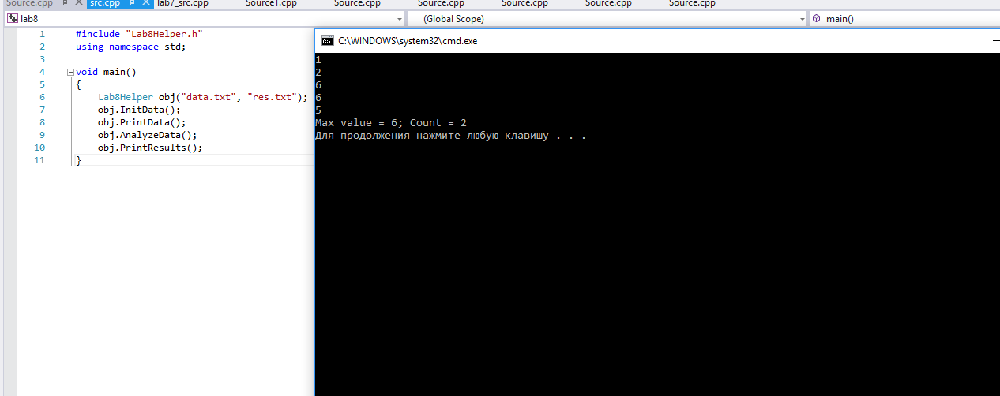 Source.cpp src.cpp lab7_src.cpp Source1.cpp Source.cpp Source.cpp Source.cpp Source.cpp Source.cpp
lab8 (Global Scope) main()
1 #include "Lab8Helper.h"
2 using namespace std;
3
4 void main()
5 {
6 Lab8Helper obj("data.txt", "res.txt");
7 obj.InitData();
8 obj.PrintData();
9 obj.AnalyzeData();
10 obj.PrintResults();
11 }
C:\WINDOWS\system32\cmd.exe
1
2
6
6
5
Max value = 6; Count = 2
Для продолжения нажмите любую клавишу . . .